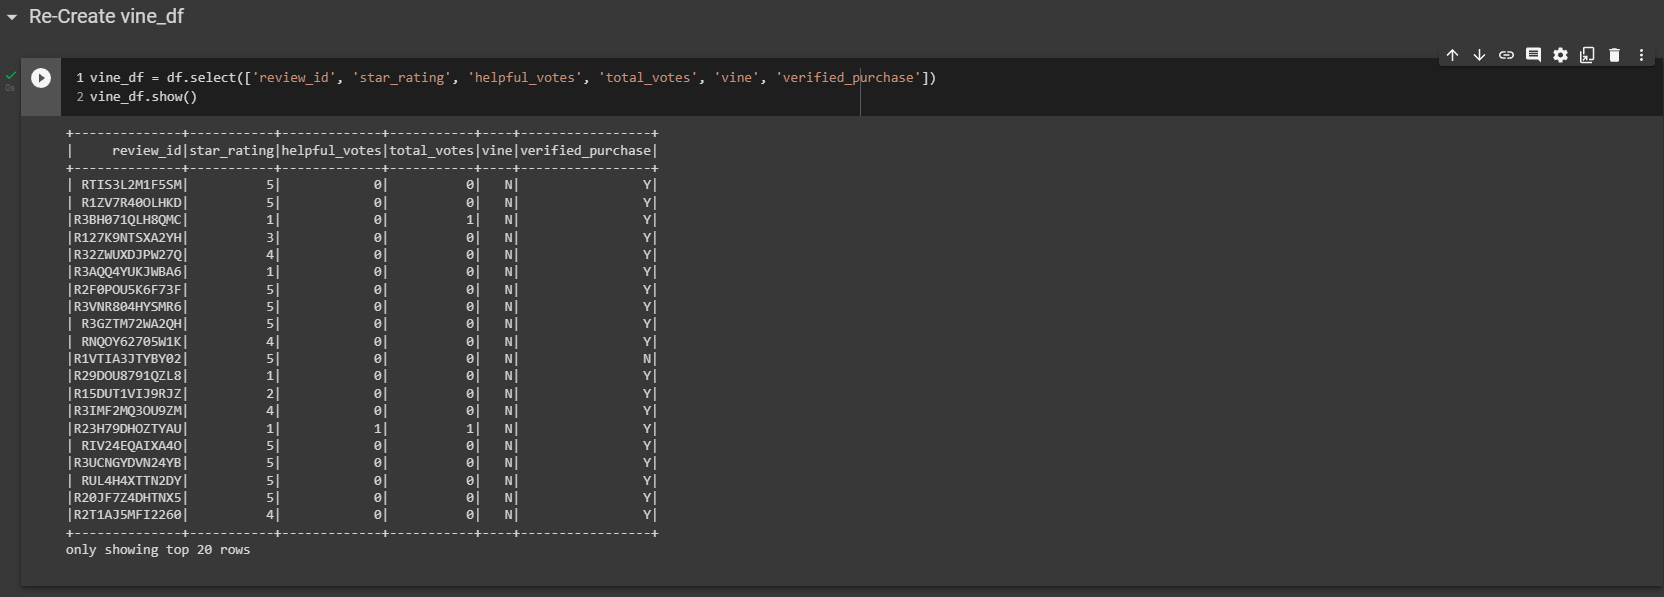 Re-Create vine_df
1 vine_df = df.select(['review_id', 'star_rating', 'helpful_votes', 'total_votes', 'vine', 'verified_purchase'])
0s
2 vine_df.show()
+--------------+-----------+-------------+-----------+----+-----------------+
|     review_id|star_rating|helpful_votes|total_votes|vine|verified_purchase|
+--------------+-----------+-------------+-----------+----+-----------------+
| RTIS3L2M1F5SM|          5|            0|          0|   N|                Y|
| R1ZV7R40OLHKD|          5|            0|          0|   N|                Y|
|R3BH071QLH8QMC|          1|            0|          1|   N|                Y|
|R127K9NTSXA2YH|          3|            0|          0|   N|                Y|
|R32ZWUXDJPW27Q|          4|            0|          0|   N|                Y|
|R3AQQ4YUKJWBA6|          1|            0|          0|   N|                Y|
|R2F0POU5K6F73F|          5|            0|          0|   N|                Y|
|R3VNR804HYSMR6|          5|            0|          0|   N|                Y|
| R3GZTM72WA2QH|          5|            0|          0|   N|                Y|
| RNQOY62705W1K|          4|            0|          0|   N|                Y|
|R1VTIA3JTYBY02|          5|            0|          0|   N|                N|
|R29DOU8791QZL8|          1|            0|          0|   N|                Y|
|R15DUT1VIJ9RJZ|          2|            0|          0|   N|                Y|
|R3IMF2MQ3OU9ZM|          4|            0|          0|   N|                Y|
|R23H79DHOZTYAU|          1|            1|          1|   N|                Y|
| RIV24EQAIXA4O|          5|            0|          0|   N|                Y|
|R3UCNGYDVN24YB|          5|            0|          0|   N|                Y|
| RUL4H4XTTN2DY|          5|            0|          0|   N|                Y|
|R20JF7Z4DHTNX5|          5|            0|          0|   N|                Y|
|R2T1AJ5MFI2260|          4|            0|          0|   N|                Y|
+--------------+-----------+-------------+-----------+----+-----------------+
only showing top 20 rows